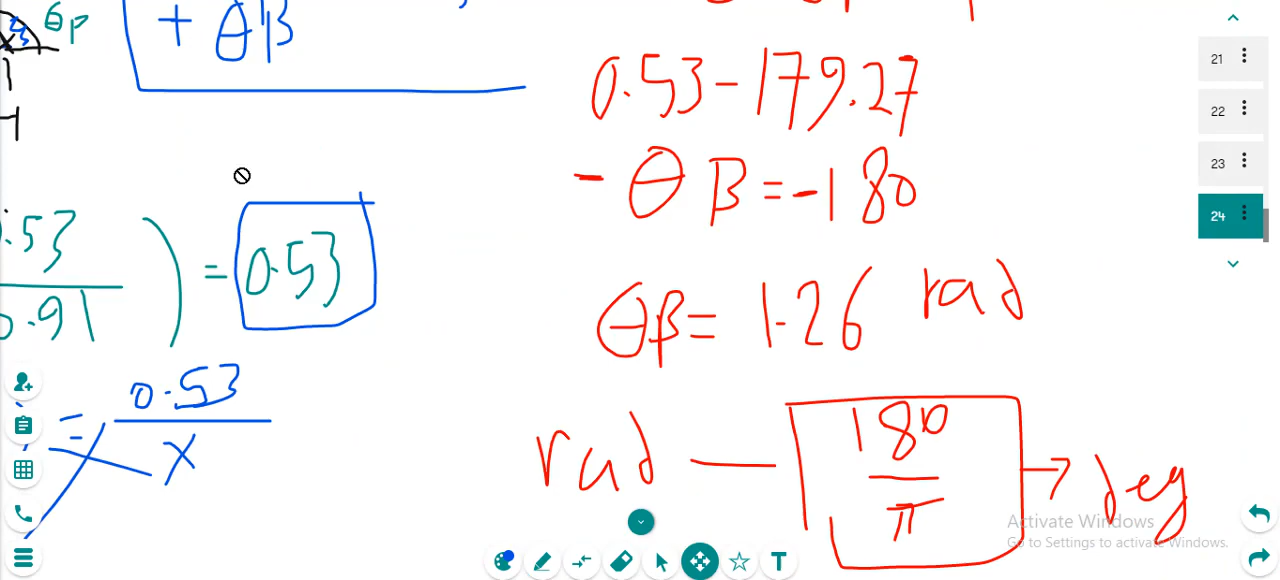 θp
+ θβ
0.53 - 179.27
- θβ = -180
.53
.91
) = 0.53
θβ = 1.26 rad
= 0.53
x
rad — 180
π
→ deg
21
22
23
24
Activate Windows
Go to Settings to activate Windows.
T